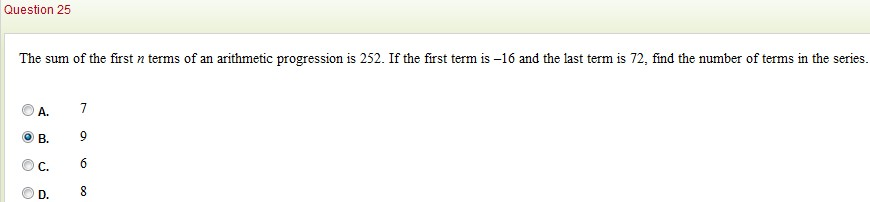 Question 25
The sum of the first n terms of an arithmetic progression is 252. If the first term is –16 and the last term is 72, find the number of terms in the series.
A. 7
B. 9
C. 6
D. 8